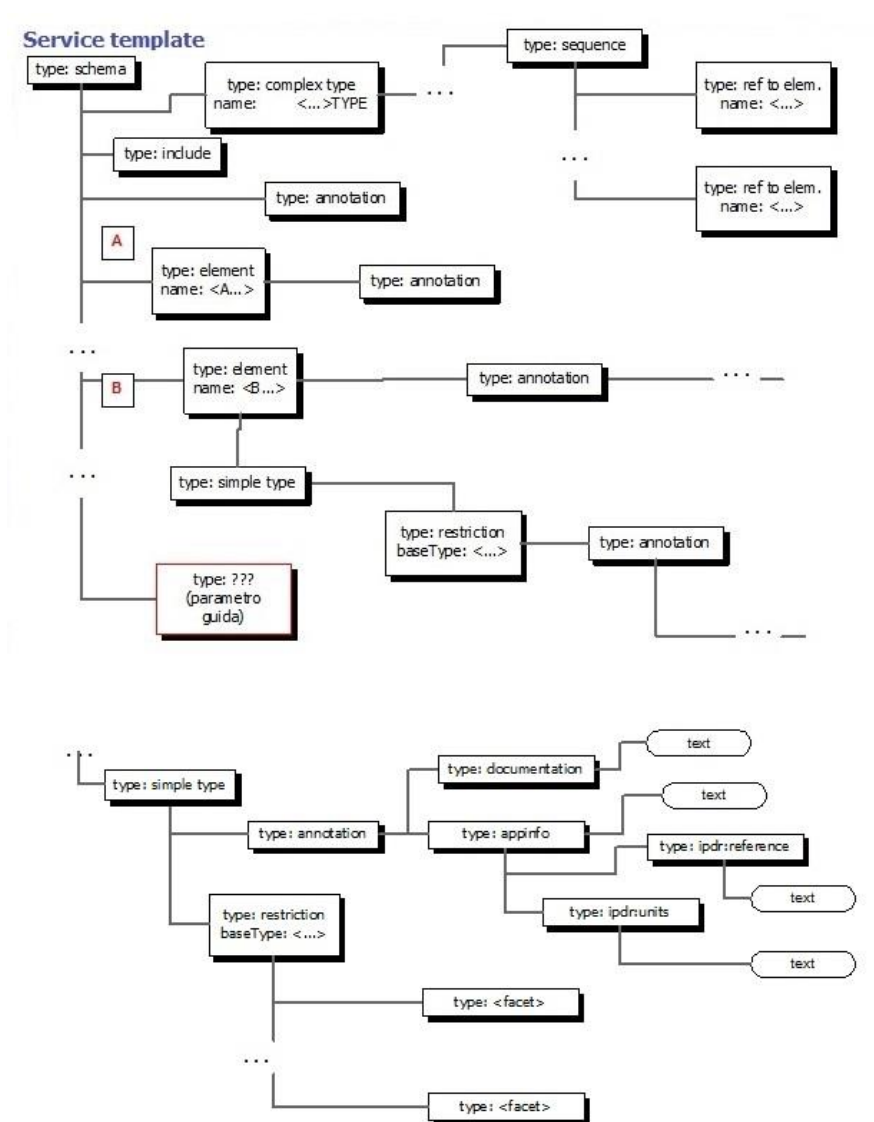 Service template
type: schema
type: complex type
name: <...>TYPE
...
type: sequence
type: ref to elem.
name: <...>
...
type: ref to elem.
name: <...>
type: include
type: annotation
A
type: element
name: <A...>
type: annotation
...
B
type: element
name: <B...>
type: annotation
...
type: simple type
...
type: restriction
baseType: <...>
type: annotation
...
type: ???
(parametro
guida)
...
type: simple type
type: annotation
type: documentation
text
type: appinfo
text
type: ipdr:reference
text
type: ipdr:units
text
type: restriction
baseType: <...>
type: <facet>
...
type: <facet>